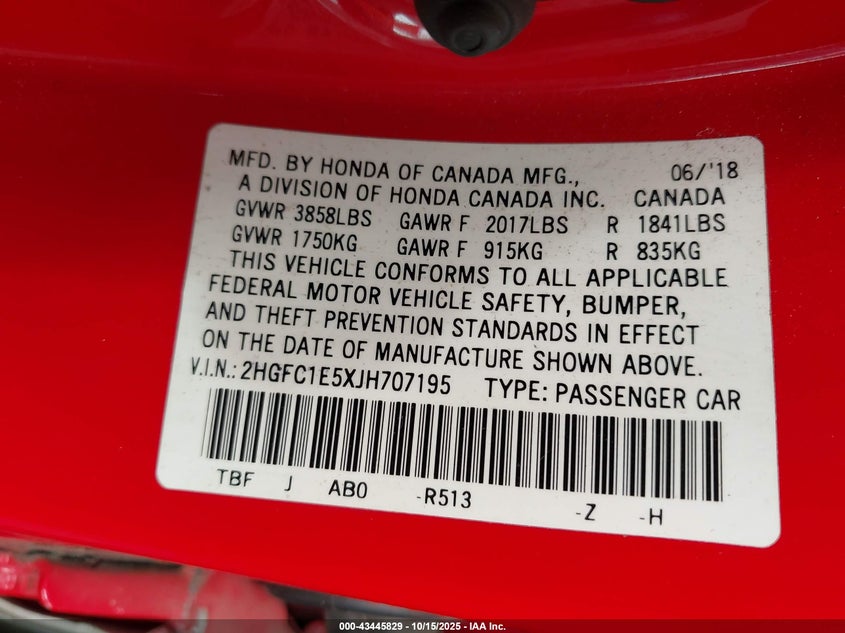 MFD. BY HONDA OF CANADA MFG., 06/'18
A DIVISION OF HONDA CANADA INC. CANADA
GVWR 3858LBS GAWR F 2017LBS R 1841LBS
GVWR 1750KG GAWR F 915KG R 835KG
THIS VEHICLE CONFORMS TO ALL APPLICABLE
FEDERAL MOTOR VEHICLE SAFETY, BUMPER,
AND THEFT PREVENTION STANDARDS IN EFFECT
ON THE DATE OF MANUFACTURE SHOWN ABOVE.
V.I.N.: 2HGFC1E5XJH707195 TYPE: PASSENGER CAR
TBF J AB0 -R513 -Z -H
000-43445829 - 10/15/2025 - IAA Inc.